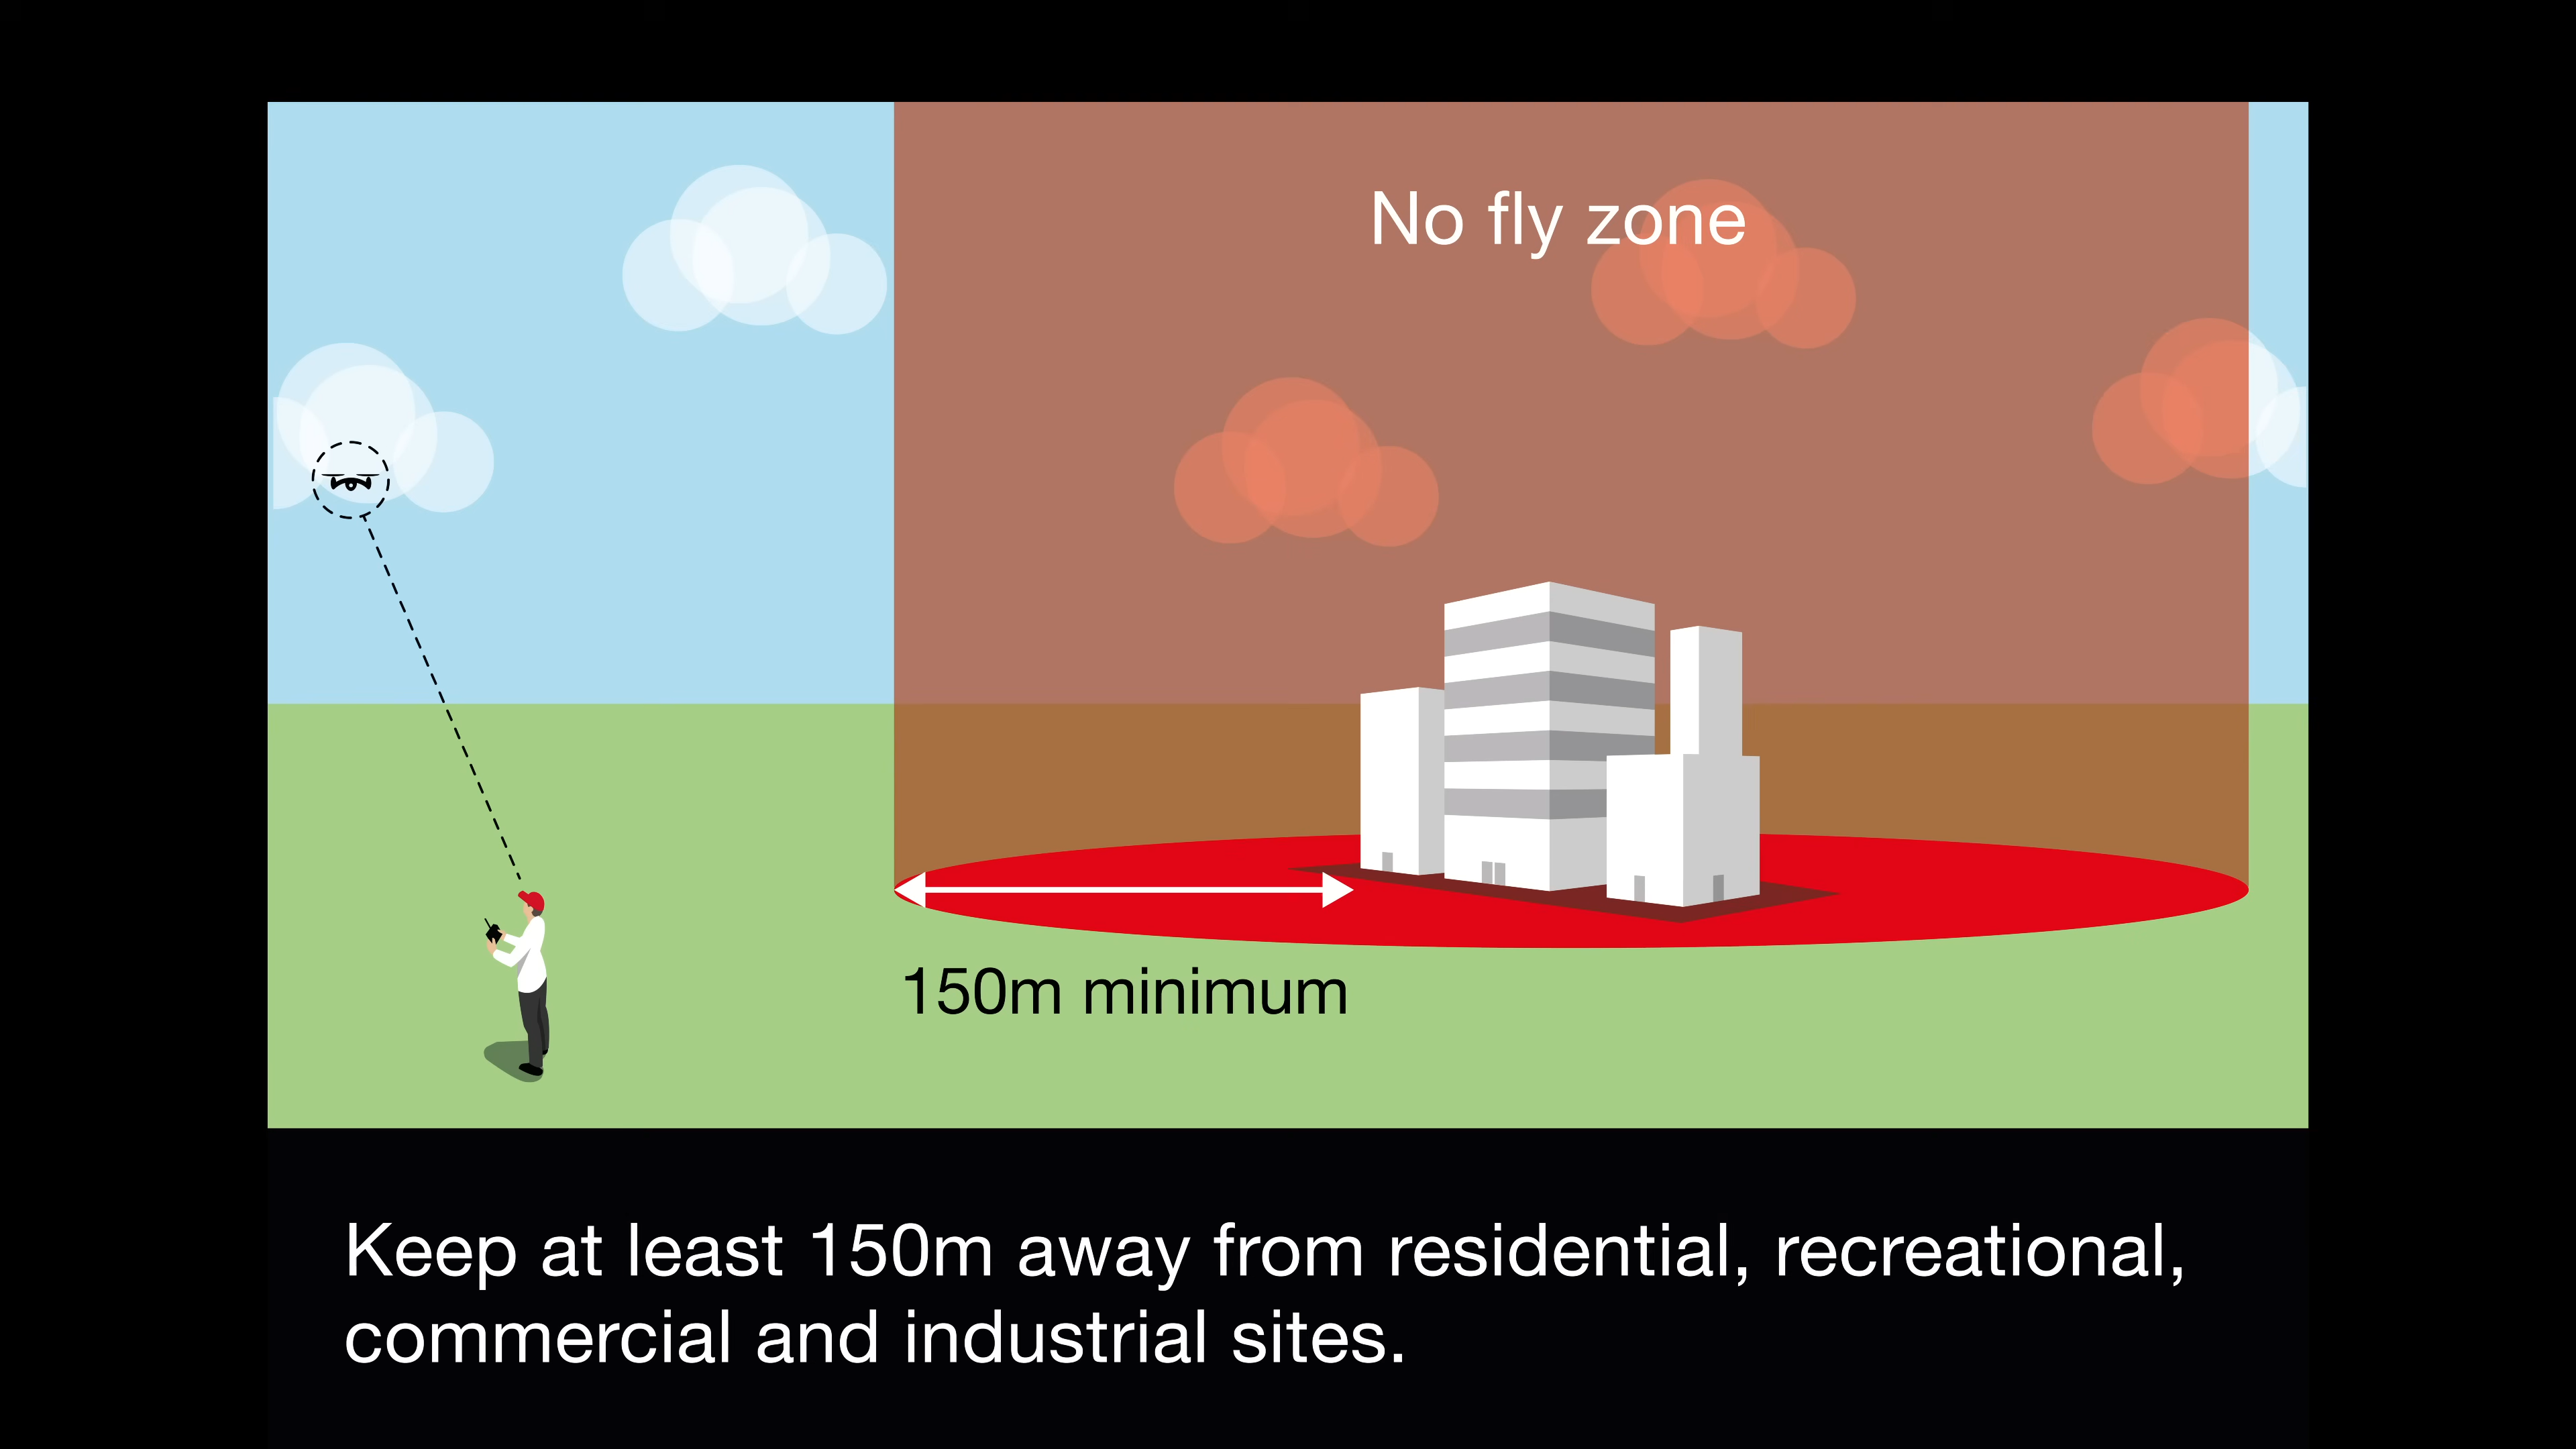 No fly zone
150m minimum
Keep at least 150m away from residential, recreational,
commercial and industrial sites.